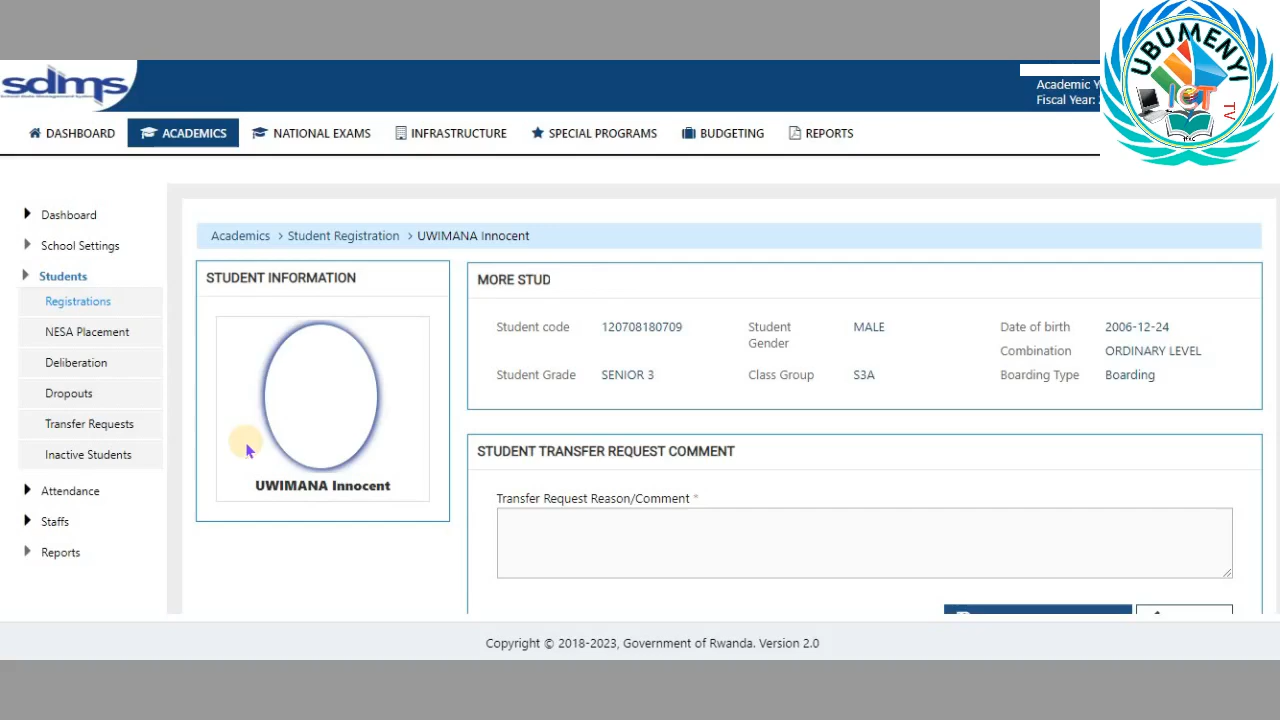 UBUMENYI
ICT
TV
sdms
Academic Y
Fiscal Year:
DASHBOARD
ACADEMICS
NATIONAL EXAMS
INFRASTRUCTURE
SPECIAL PROGRAMS
BUDGETING
REPORTS
Dashboard
School Settings
Students
Registrations
NESA Placement
Deliberation
Dropouts
Transfer Requests
Inactive Students
Attendance
Staffs
Reports
Academics > Student Registration > UWIMANA Innocent
STUDENT INFORMATION
UWIMANA Innocent
MORE STUD
Student code 120708180709
Student Gender MALE
Date of birth 2006-12-24
Combination ORDINARY LEVEL
Student Grade SENIOR 3
Class Group S3A
Boarding Type Boarding
STUDENT TRANSFER REQUEST COMMENT
Transfer Request Reason/Comment *
Copyright © 2018-2023, Government of Rwanda. Version 2.0